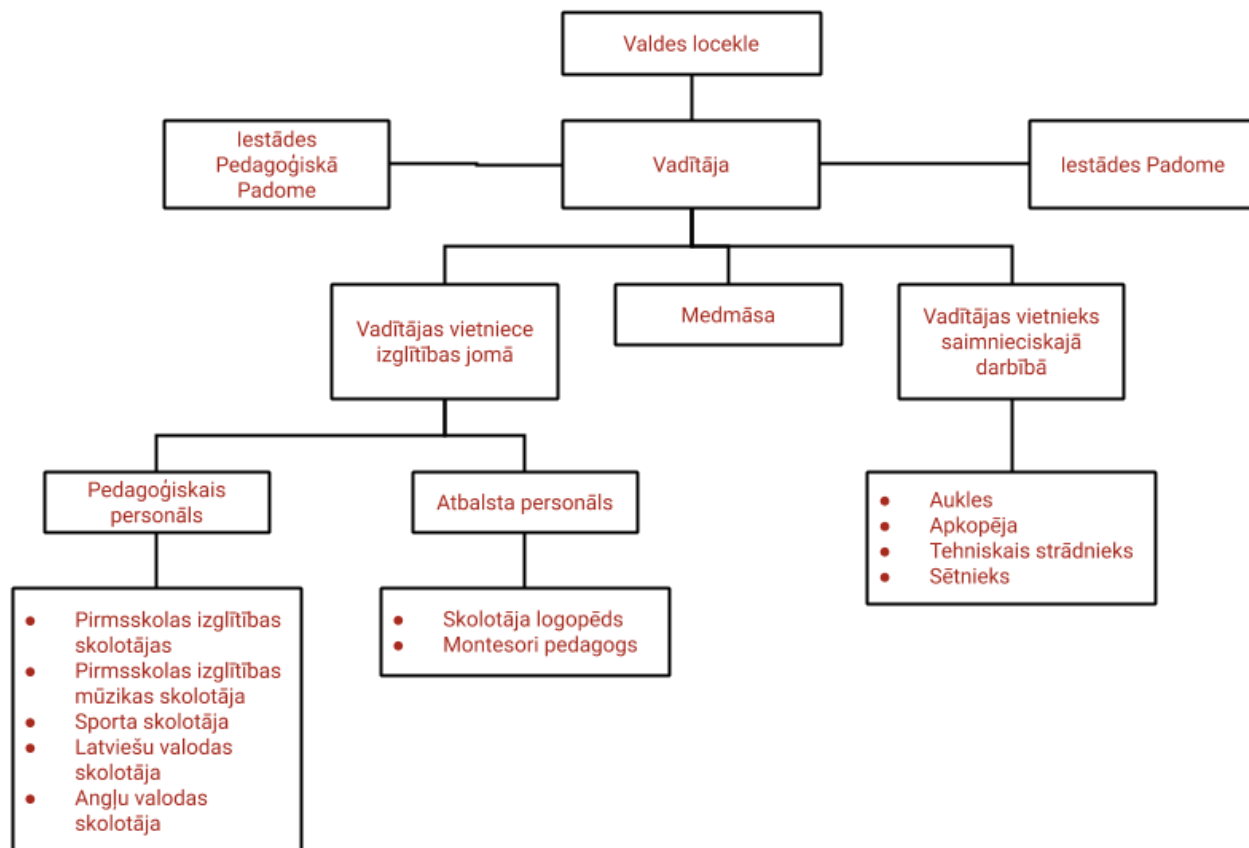 Valdes locekle
Iestādes
Pedagoģiskā
Padome
Vadītāja
Iestādes Padome
Vadītājas vietniece
izglītības jomā
Medmāsa
Vadītājas vietnieks
saimnieciskajā
darbībā
Pedagoģiskais
personāls
Atbalsta personāls
● Aukles
● Apkopēja
● Tehniskais strādnieks
● Sētnieks
● Pirmsskolas izglītības
skolotājas
● Pirmsskolas izglītības
mūzikas skolotāja
● Sporta skolotāja
● Latviešu valodas
skolotāja
● Angļu valodas
skolotāja
● Skolotāja logopēds
● Montesori pedagogs